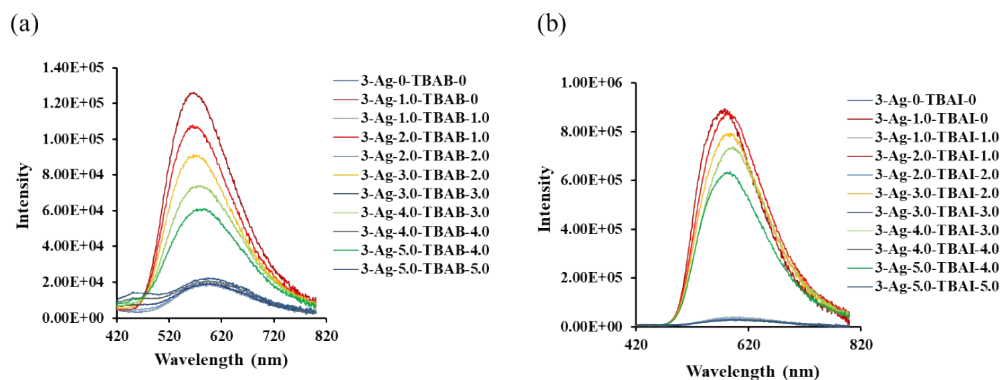 (a)
Intensity
1.40E+05
1.20E+05
1.00E+05
8.00E+04
6.00E+04
4.00E+04
2.00E+04
0.00E+00
420 520 620 720 820
Wavelength (nm)
3-Ag-0-TBAB-0
3-Ag-1.0-TBAB-0
3-Ag-1.0-TBAB-1.0
3-Ag-2.0-TBAB-1.0
3-Ag-2.0-TBAB-2.0
3-Ag-3.0-TBAB-2.0
3-Ag-3.0-TBAB-3.0
3-Ag-4.0-TBAB-3.0
3-Ag-4.0-TBAB-4.0
3-Ag-5.0-TBAB-4.0
3-Ag-5.0-TBAB-5.0
(b)
Intensity
1.00E+06
8.00E+05
6.00E+05
4.00E+05
2.00E+05
0.00E+00
420 620 820
Wavelength (nm)
3-Ag-0-TBAI-0
3-Ag-1.0-TBAI-0
3-Ag-1.0-TBAI-1.0
3-Ag-2.0-TBAI-1.0
3-Ag-2.0-TBAI-2.0
3-Ag-3.0-TBAI-2.0
3-Ag-3.0-TBAI-3.0
3-Ag-4.0-TBAI-3.0
3-Ag-4.0-TBAI-4.0
3-Ag-5.0-TBAI-4.0
3-Ag-5.0-TBAI-5.0